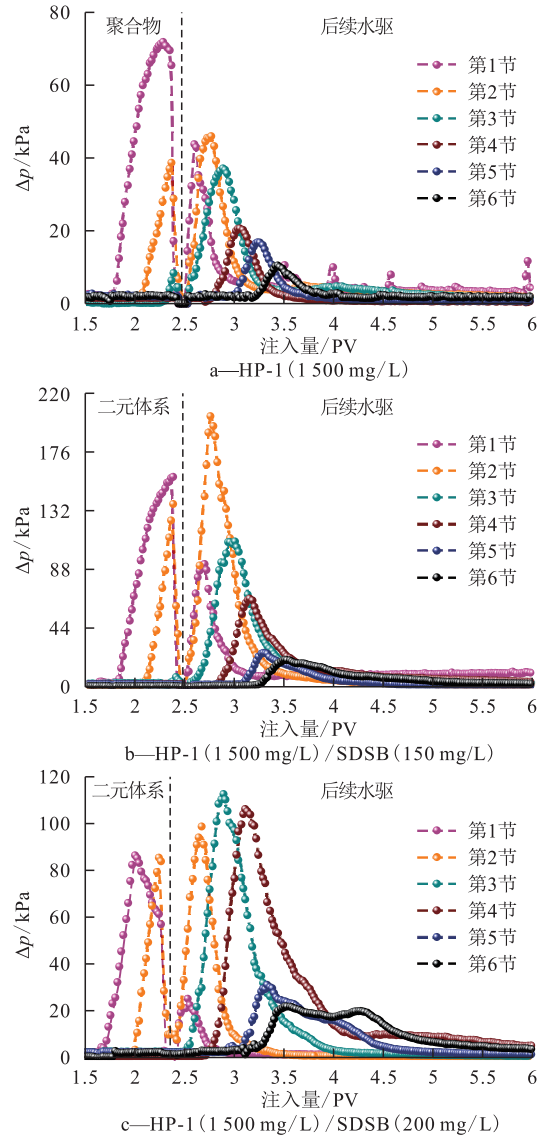 聚合物 后续水驱
80
60
40
20
0
Δp/kPa
第1节
第2节
第3节
第4节
第5节
第6节
1.5 2 2.5 3 3.5 4 4.5 5 5.5 6
注入量/PV
a—HP-1(1 500 mg/L)
二元体系 后续水驱
220
176
132
88
44
0
Δp/kPa
第1节
第2节
第3节
第4节
第5节
第6节
1.5 2 2.5 3 3.5 4 4.5 5 5.5 6
注入量/PV
b—HP-1(1 500 mg/L)/SDSB(150 mg/L)
二元体系 后续水驱
120
100
80
60
40
20
0
Δp/kPa
第1节
第2节
第3节
第4节
第5节
第6节
1.5 2 2.5 3 3.5 4 4.5 5 5.5 6
注入量/PV
c—HP-1(1 500 mg/L)/SDSB(200 mg/L)